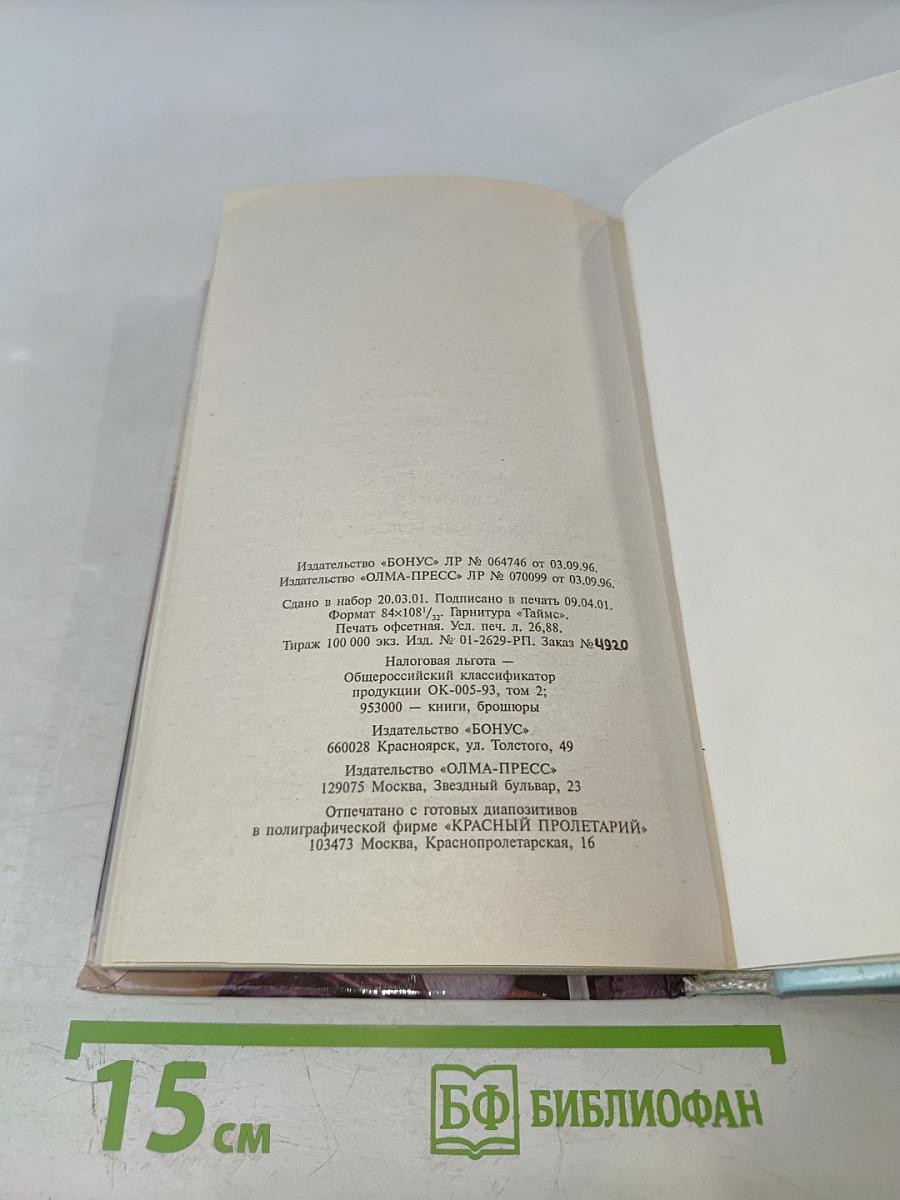 Издательство «БОНУС» ЛР № 064746 от 03.09.96.
Издательство «ОЛМА-ПРЕСС» ЛР № 070099 от 03.09.96.
Сдано в набор 20.03.01. Подписано в печать 09.04.01.
Формат 84×108¹/₃₂. Гарнитура «Таймс».
Печать офсетная. Усл. печ. л. 26,88.
Тираж 100 000 экз. Изд. № 01-2629-РП. Заказ №4920
Налоговая льгота —
Общероссийский классификатор
продукции ОК-005-93, том 2;
953000 — книги, брошюры
Издательство «БОНУС»
660028 Красноярск, ул. Толстого, 49
Издательство «ОЛМА-ПРЕСС»
129075 Москва, Звездный бульвар, 23
Отпечатано с готовых диапозитивов
в полиграфической фирме «КРАСНЫЙ ПРОЛЕТАРИЙ»
103473 Москва, Краснопролетарская, 16
15 см
БФ БИБЛИОФАН